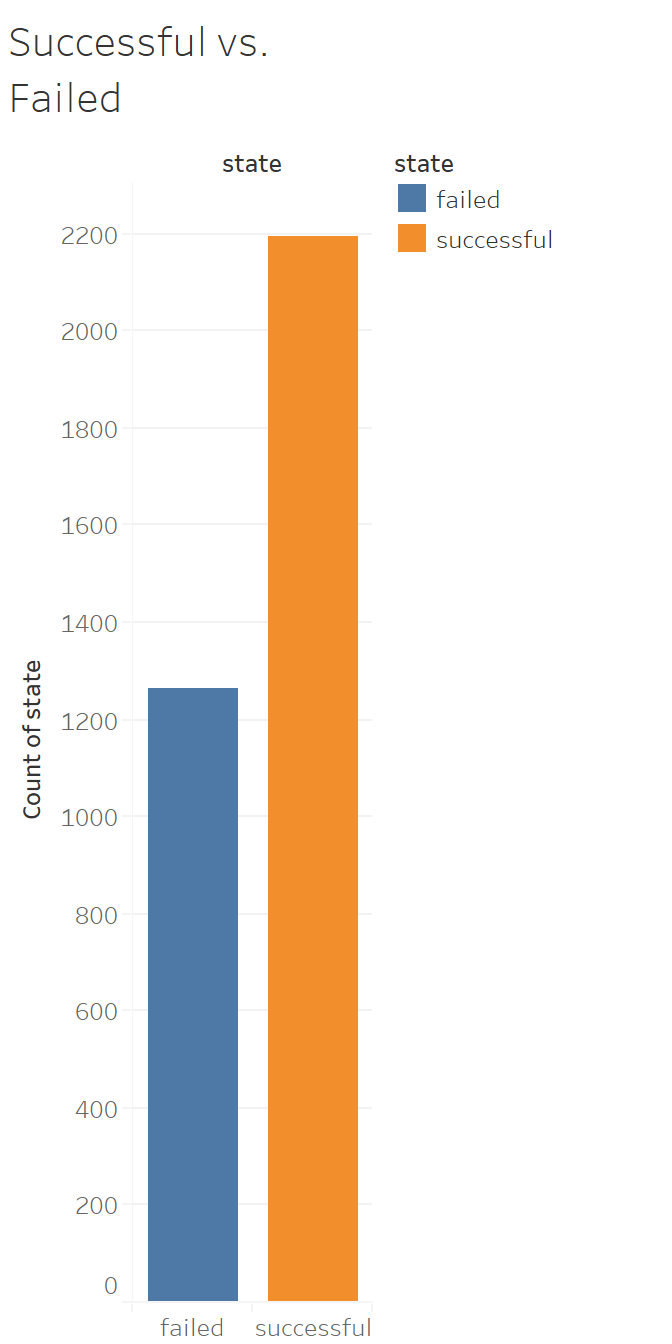 Successful vs.
Failed
state
state
failed
successful
2200
2000
1800
1600
1400
1200
1000
800
600
400
200
0
Count of state
failed
successful